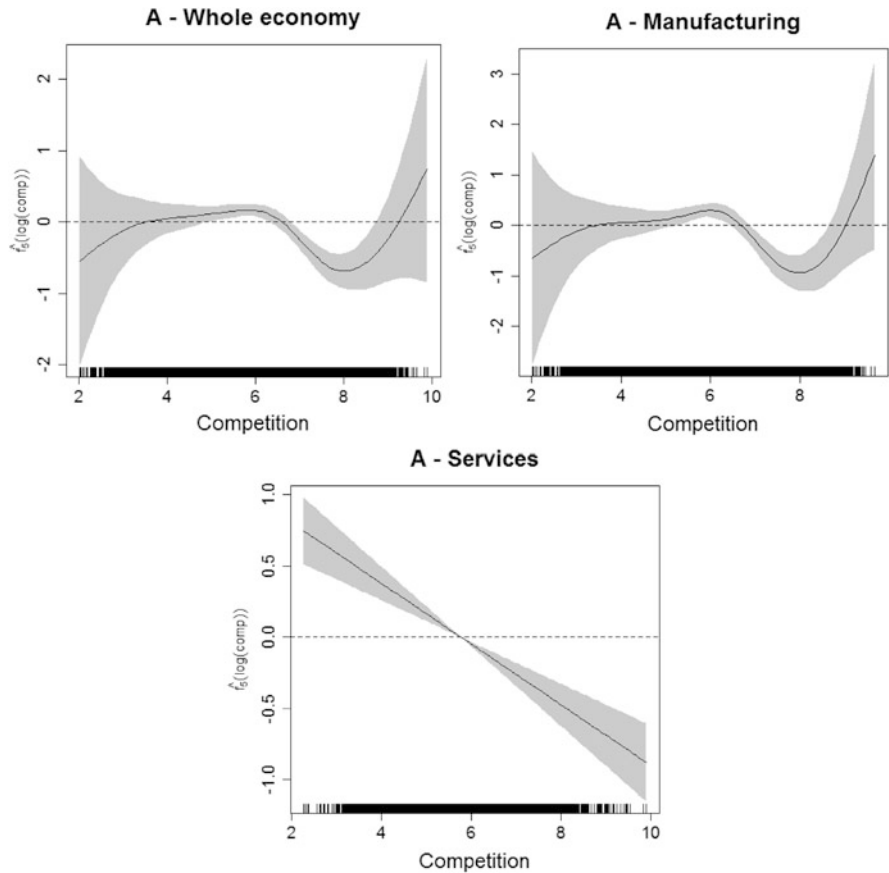 A - Whole economy
f̂₅(log(comp))
2
1
0
-1
-2
2 4 6 8 10
Competition
A - Manufacturing
f̂₅(log(comp))
3
2
1
0
-1
-2
2 4 6 8
Competition
A - Services
f̂₅(log(comp))
1.0
0.5
0.0
-0.5
-1.0
2 4 6 8 10
Competition